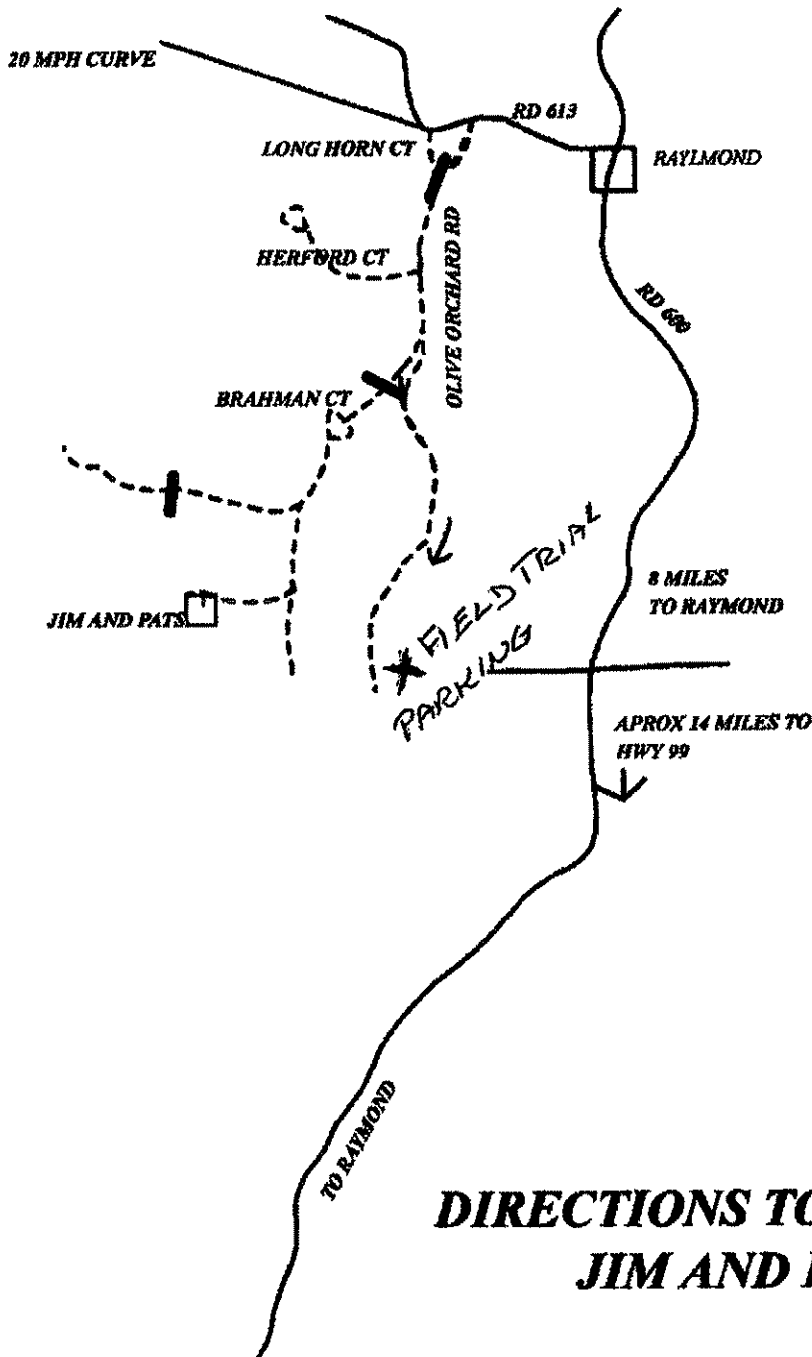 20 MPH CURVE
RD 613
LONG HORN CT
RAYLMOND
HERFORD CT
OLIVE ORCHARD RD
RD 600
BRAHMAN CT
FIELD TRIAL
PARKING
8 MILES
TO RAYMOND
JIM AND PATS
APROX 14 MILES TO
HWY 99
TO RAYMOND
DIRECTIONS TO
JIM AND